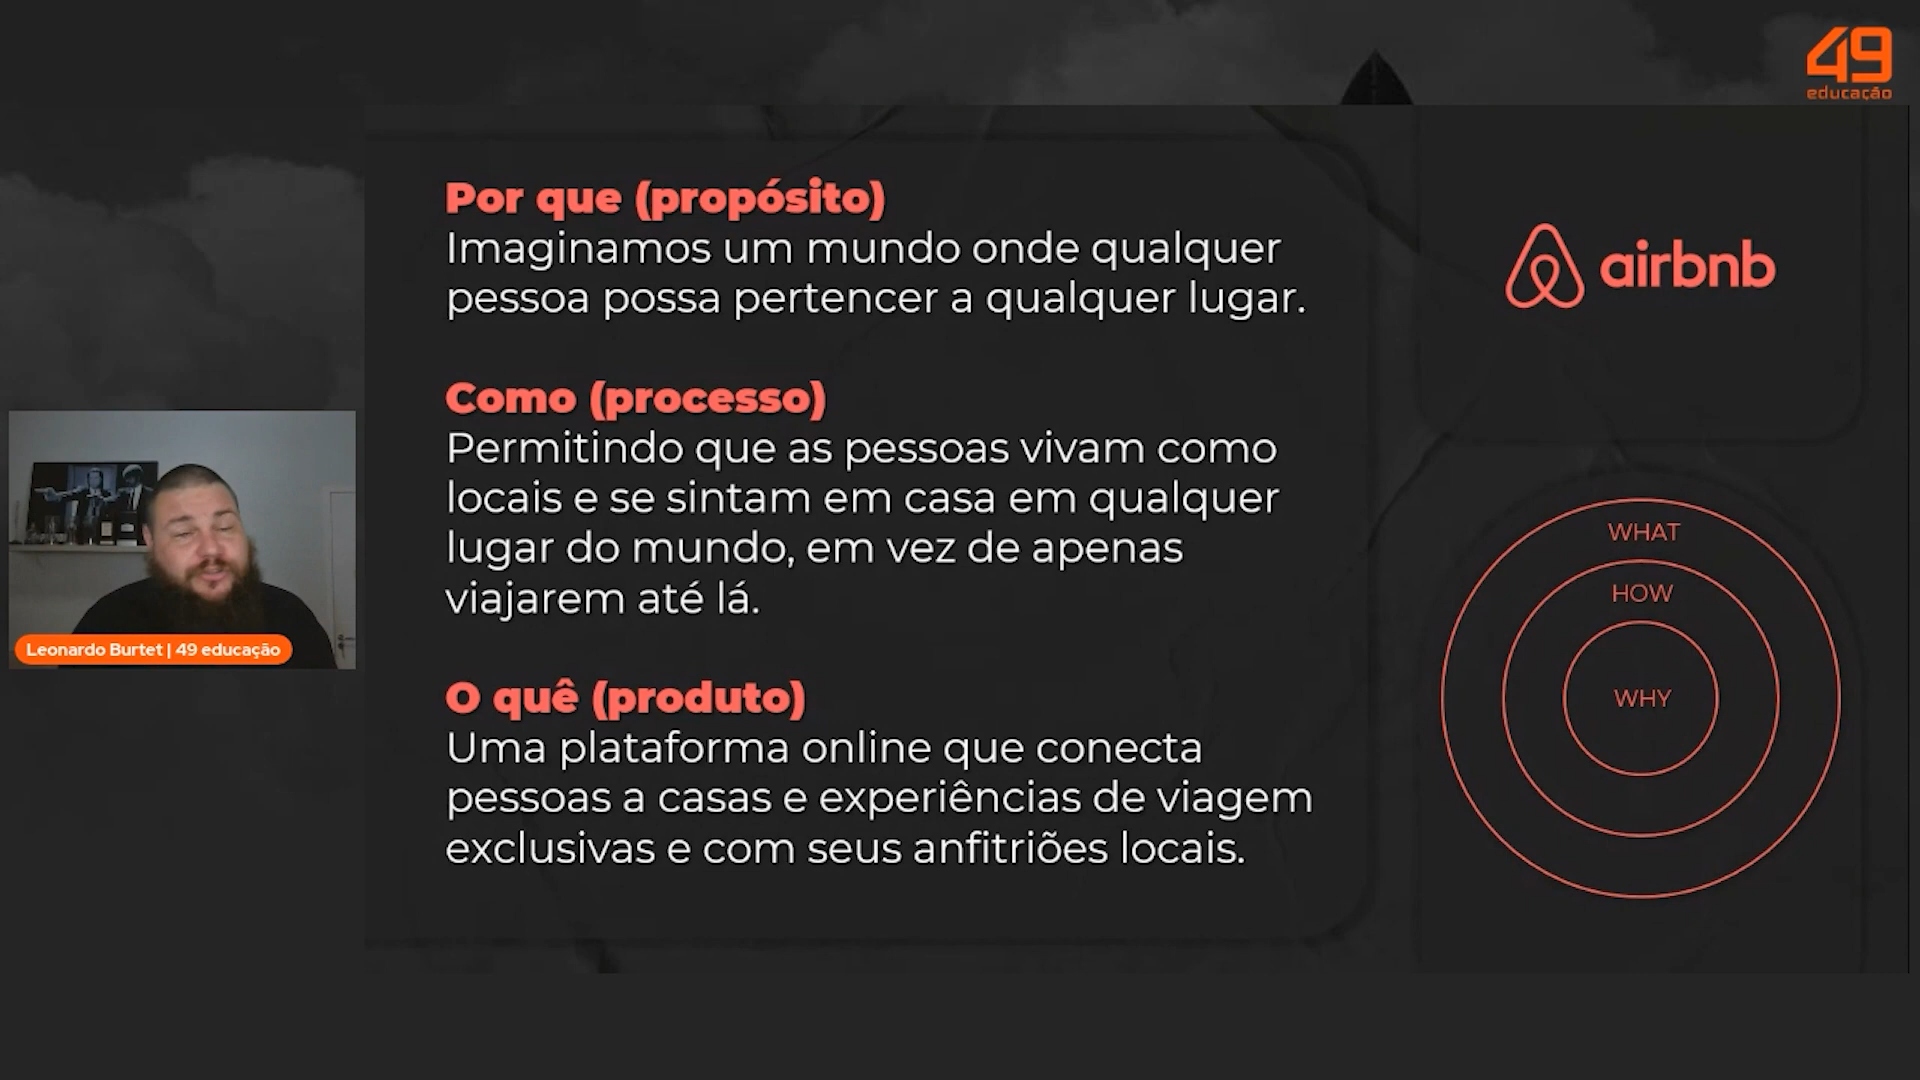 49
educação
Por que (propósito)
Imaginamos um mundo onde qualquer
pessoa possa pertencer a qualquer lugar.
airbnb
Como (processo)
Permitindo que as pessoas vivam como
locais e se sintam em casa em qualquer
lugar do mundo, em vez de apenas
viajarem até lá.
O quê (produto)
Uma plataforma online que conecta
pessoas a casas e experiências de viagem
exclusivas e com seus anfitriões locais.
WHAT
HOW
WHY
Leonardo Burtet | 49 educação